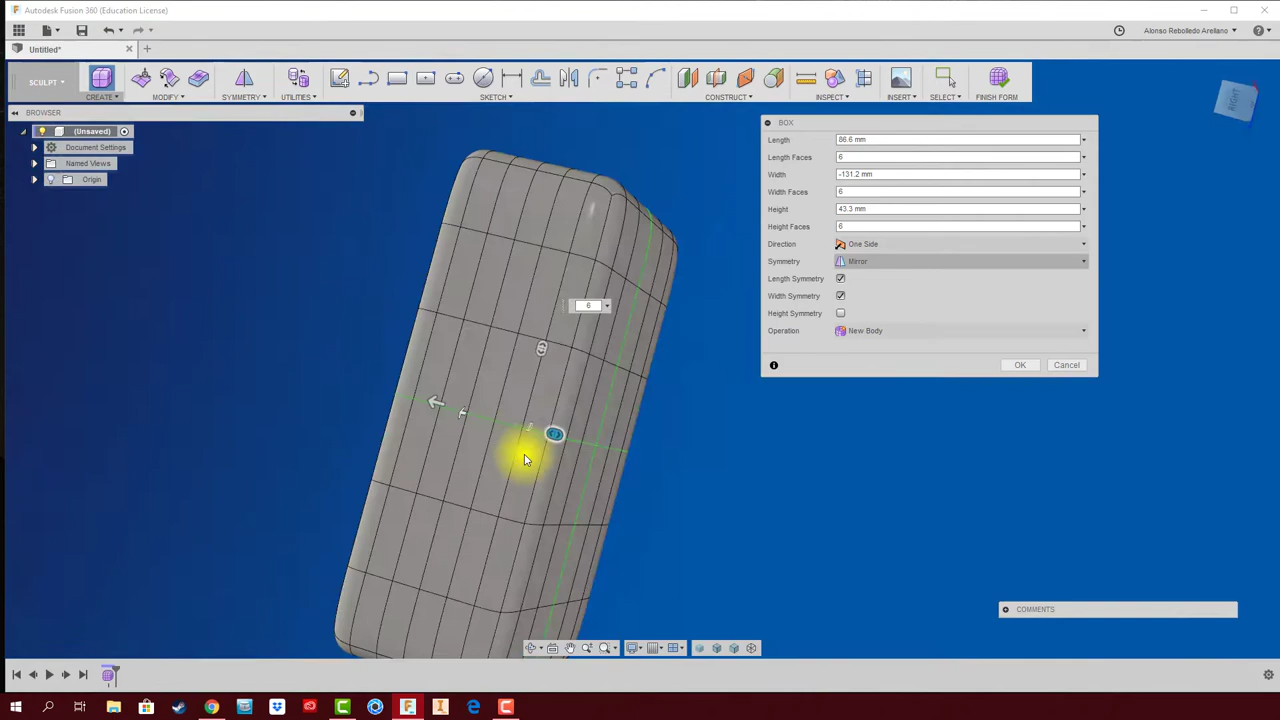 Autodesk Fusion 360 (Education License)
Alonso Rebolledo Arellano
Untitled*
SCULPT
CREATE
MODIFY
SYMMETRY
UTILITIES
SKETCH
CONSTRUCT
INSPECT
INSERT
SELECT
FINISH FORM
BROWSER
(Unsaved)
Document Settings
Named Views
Origin
RIGHT
BOX
Length 86.6 mm
Length Faces 6
Width -131.2 mm
Width Faces 6
Height 43.3 mm
Height Faces 6
Direction One Side
Symmetry Mirror
Length Symmetry
Width Symmetry
Height Symmetry
Operation New Body
OK Cancel
6
COMMENTS